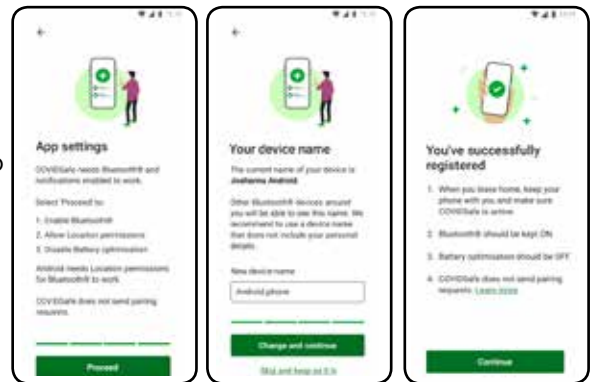 App settings
COVIDSafe needs Bluetooth® and
notifications enabled to work.
Select 'Proceed' to:
1. Enable Bluetooth®
2. Allow Location permissions
3. Disable Battery optimisation
Android needs Location permissions
for Bluetooth® to work.
COVIDSafe does not send pairing
requests.
Proceed
Your device name
The current name of your device is
Android.
Other Bluetooth® devices around
you will be able to see this name. We
recommend to use a device name
that does not include your personal
details.
New device name
Android phone
Change and continue
Skip and keep as it is
You've successfully
registered
1. When you leave home, keep your
phone with you and make sure
COVIDSafe is active.
2. Bluetooth® should be kept ON
3. Battery optimisation should be OFF
4. COVIDSafe does not send pairing
requests. Learn more
Continue